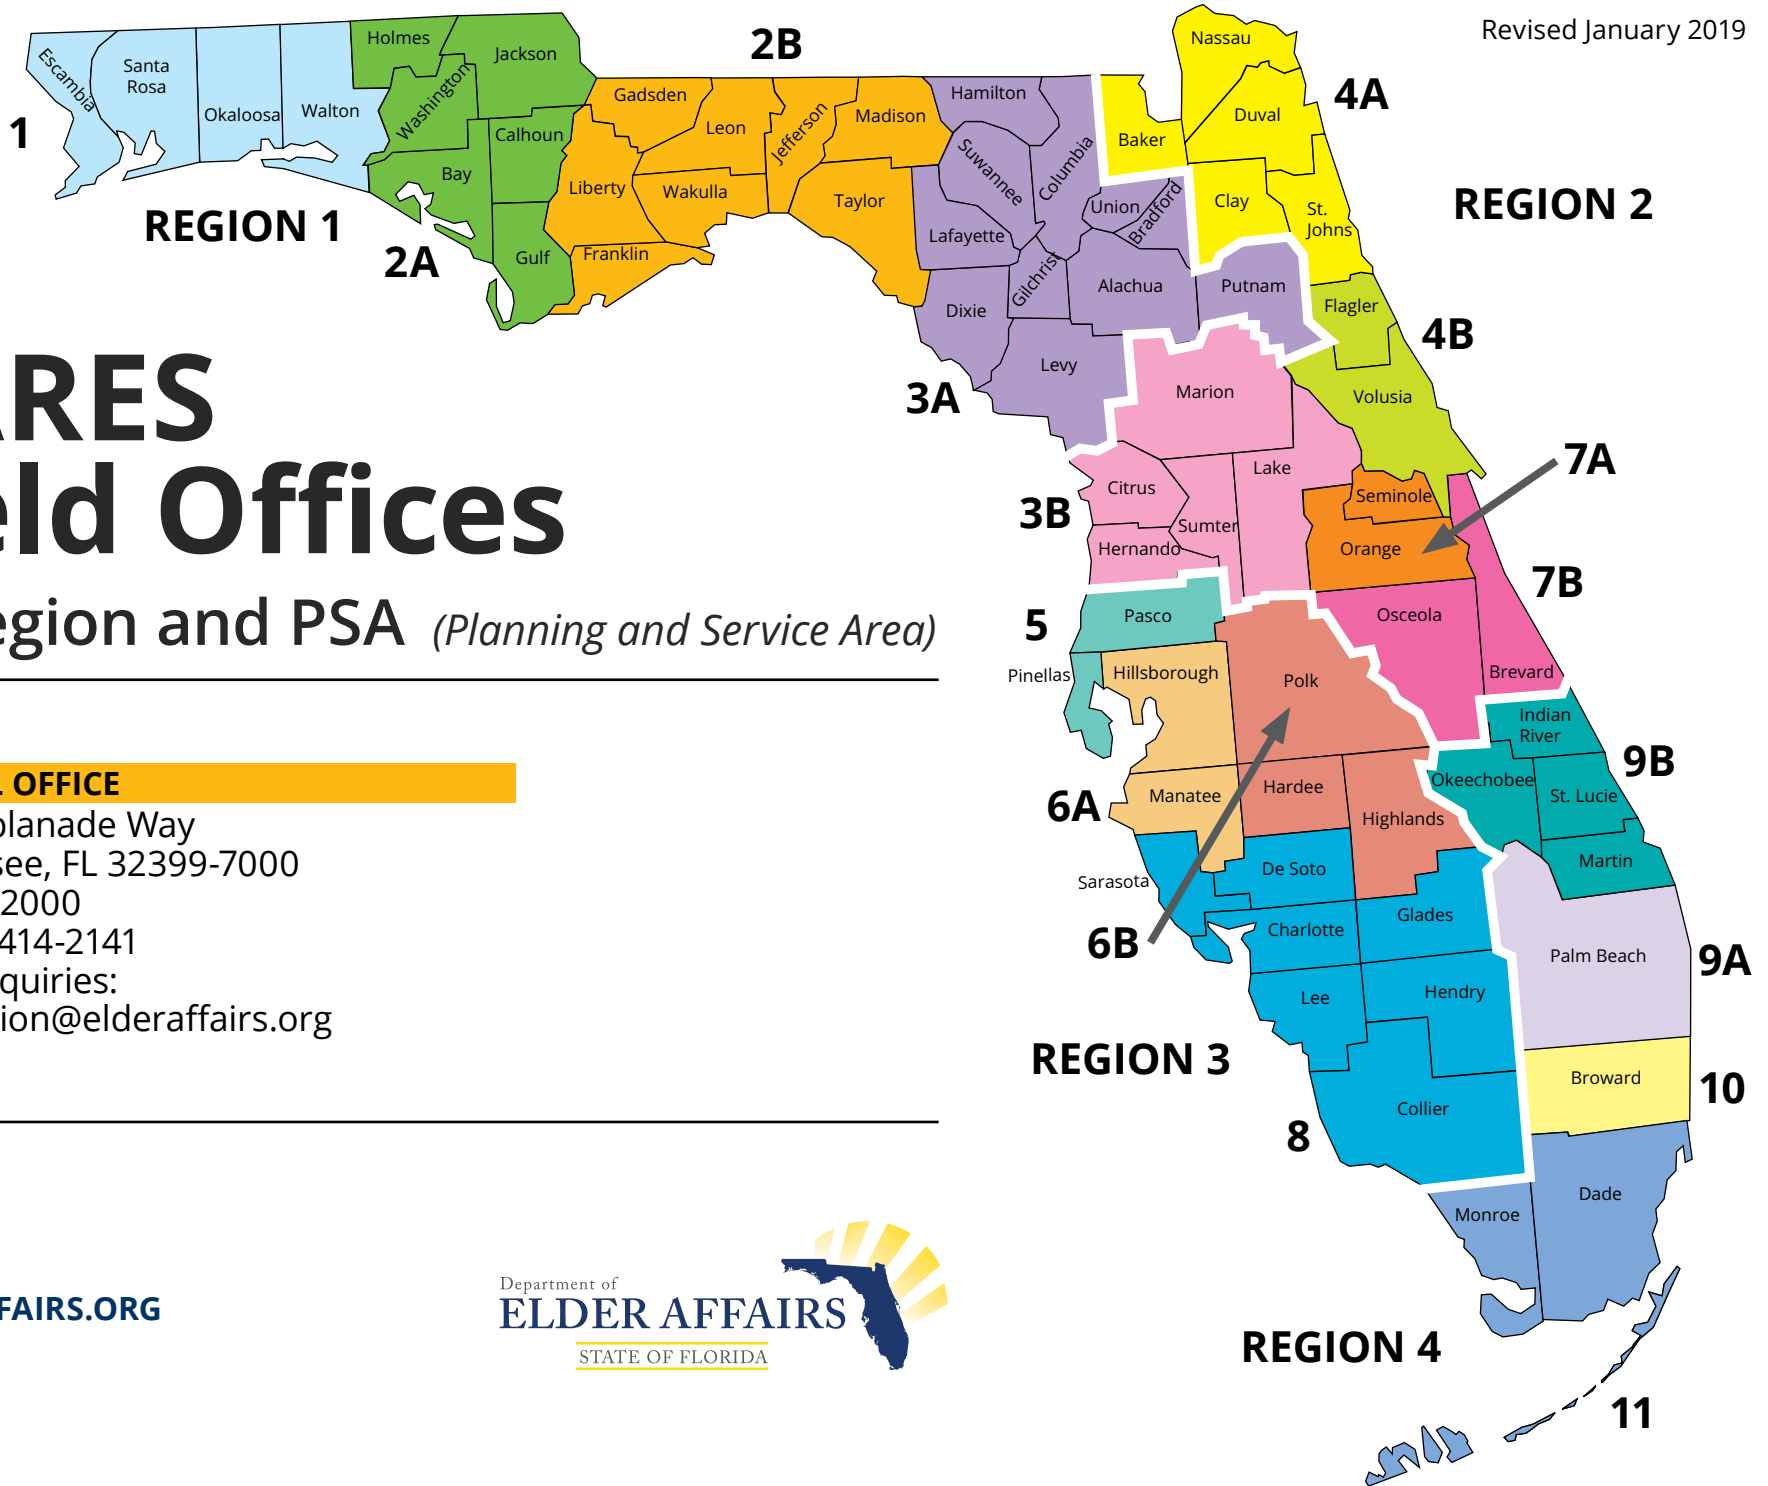 Revised January 2019
1
2B
4A
REGION 1
2A
REGION 2
3A
4B
3B
7A
7B
5
6A
6B
9B
9A
REGION 3
8
10
REGION 4
11
Escambia
Santa
Rosa
Okaloosa
Walton
Holmes
Washington
Jackson
Bay
Calhoun
Gulf
Gadsden
Liberty
Franklin
Leon
Wakulla
Jefferson
Madison
Taylor
Hamilton
Suwannee
Columbia
Lafayette
Union
Bradford
Dixie
Gilchrist
Alachua
Putnam
Levy
Nassau
Baker
Duval
Clay
St.
Johns
Flagler
Volusia
Marion
Citrus
Sumter
Lake
Hernando
Seminole
Orange
Osceola
Brevard
Pasco
Pinellas
Hillsborough
Polk
Manatee
Hardee
Highlands
Indian
River
Okeechobee
St. Lucie
Martin
Sarasota
De Soto
Charlotte
Glades
Lee
Hendry
Collier
Palm Beach
Broward
Dade
Monroe
ARES
eld Offices
egion and PSA (Planning and Service Area)
L OFFICE
planade Way
see, FL 32399-7000
2000
414-2141
quiries:
ion@elderaffairs.org
FAIRS.ORG
Department of
ELDER AFFAIRS
STATE OF FLORIDA